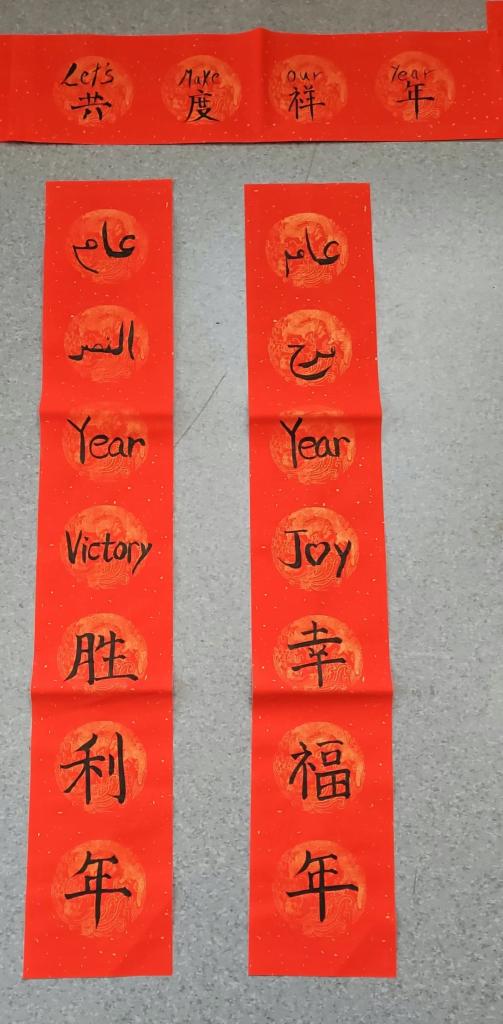 Let's Make our Year
共度祥年
عام
النصر
Year
Victory
胜
利
年
عام
Year
Joy
幸
福
年